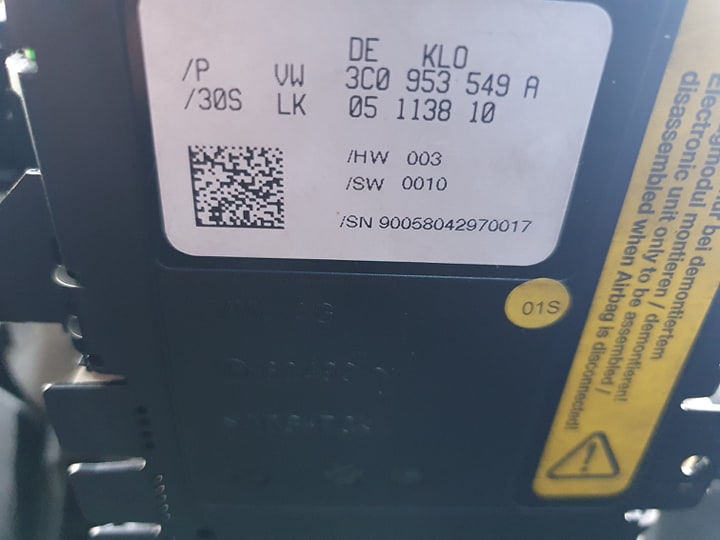 DE KLO
/P VW 3C0 953 549 A
/30S LK 05 1138 10
/HW 003
/SW 0010
/SN 90058042970017
01S
bei demontiertem
Electronic unit only to be assembled /
disassembled when Airbag is disconnected!
montieren / demontieren!